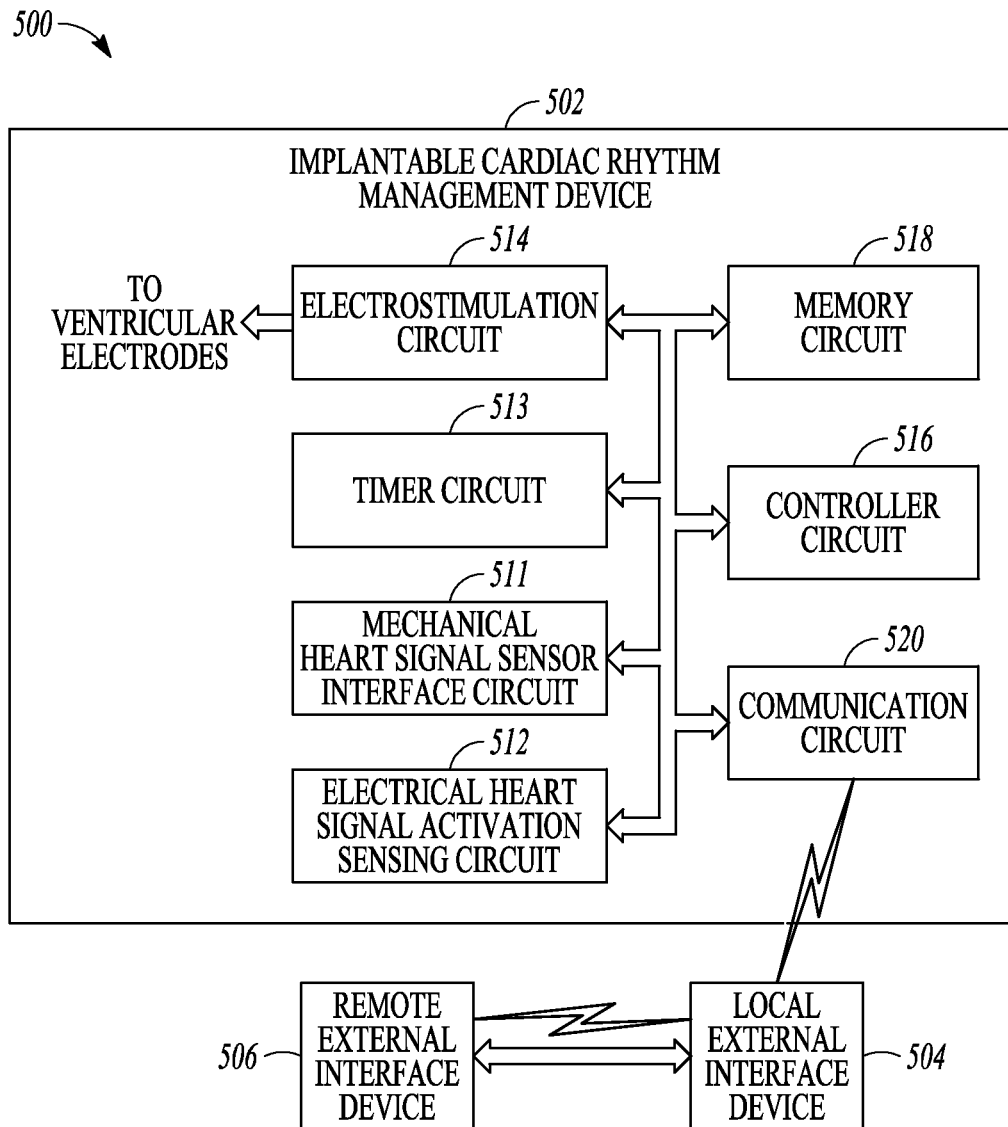 500
502
IMPLANTABLE CARDIAC RHYTHM
MANAGEMENT DEVICE
514
518
TO
VENTRICULAR
ELECTRODES
ELECTROSTIMULATION
CIRCUIT
MEMORY
CIRCUIT
513
516
TIMER CIRCUIT
CONTROLLER
CIRCUIT
511
MECHANICAL
HEART SIGNAL SENSOR
INTERFACE CIRCUIT
520
COMMUNICATION
CIRCUIT
512
ELECTRICAL HEART
SIGNAL ACTIVATION
SENSING CIRCUIT
506
REMOTE
EXTERNAL
INTERFACE
DEVICE
LOCAL
EXTERNAL
INTERFACE
DEVICE
504